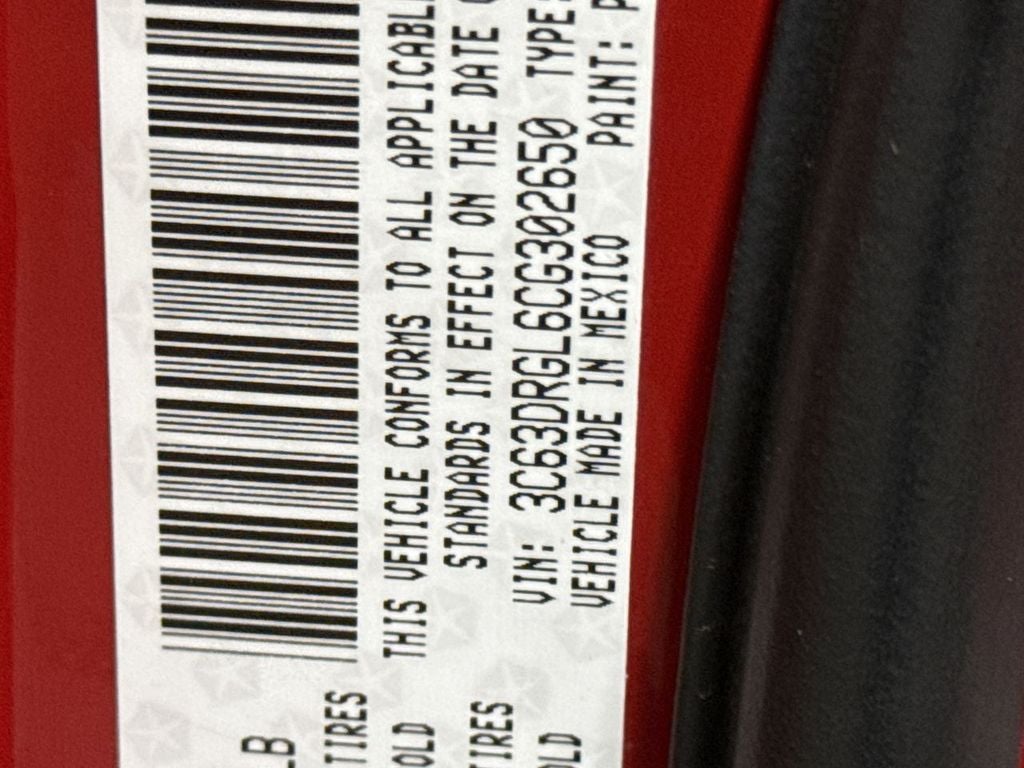 LB
TIRES
OLD
THIS VEHICLE CONFORMS TO ALL
STANDARDS IN EFFECT ON THE DATE
TIRES
OLD
VIN: 3C63DRGL6CG302650 TYPE:
VEHICLE MADE IN MEXICO PAINT: P